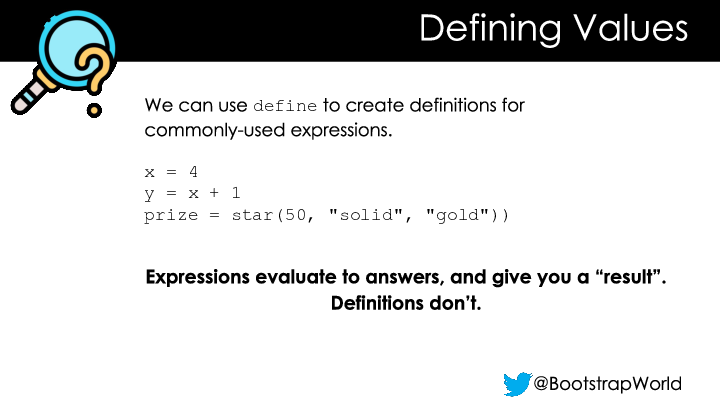 Defining Values
We can use define to create definitions for
commonly-used expressions.
x = 4
y = x + 1
prize = star(50, "solid", "gold"))
Expressions evaluate to answers, and give you a “result”.
Definitions don’t.
@BootstrapWorld